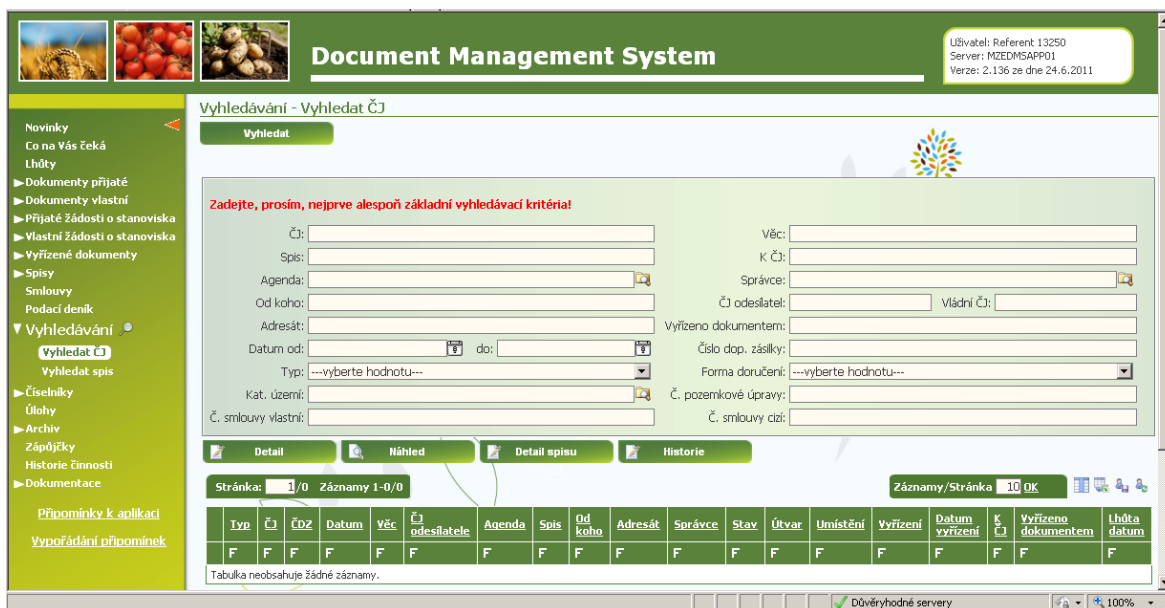 Document Management System
Uživatel: Referent 13250
Server: MZEDMSAPP01
Verze: 2.136 ze dne 24.6.2011
Novinky
Co na Vás čeká
Lhůty
Dokumenty přijaté
Dokumenty vlastní
Přijaté žádosti o stanoviska
Vlastní žádosti o stanoviska
Vyřízené dokumenty
Spisy
Smlouvy
Podací deník
Vyhledávání
Vyhledat ČJ
Vyhledat spis
Číselníky
Úlohy
Archiv
Zápůjčky
Historie činnosti
Dokumentace
Připomínky k aplikaci
Vypořádání připomínek
Vyhledávání - Vyhledat ČJ
Vyhledat
Zadejte, prosím, nejprve alespoň základní vyhledávací kritéria!
ČJ: Věc:
Spis: K ČJ:
Agenda: Správce:
Od koho: ČJ odesílatel: Vládní ČJ:
Adresát: Vyřízeno dokumentem:
Datum od: do: Číslo dop. zásilky:
Typ: ---vyberte hodnotu--- Forma doručení: ---vyberte hodnotu---
Kat. území: Č. pozemkové úpravy:
Č. smlouvy vlastní: Č. smlouvy cizí:
Detail Náhled Detail spisu Historie
Stránka: 1/0 Záznamy 1-0/0 Záznamy/Stránka 10 OK
Typ ČJ ČDZ Datum Věc ČJ odesílatele Agenda Spis Od koho Adresát Správce Stav Útvar Umístění Vyřízení Datum vyřízení K ČJ Vyřízeno dokumentem Lhůta datum
F F F F F F F F F F F F F F F F F F F
Tabulka neobsahuje žádné záznamy.
Důvěryhodné servery 100%